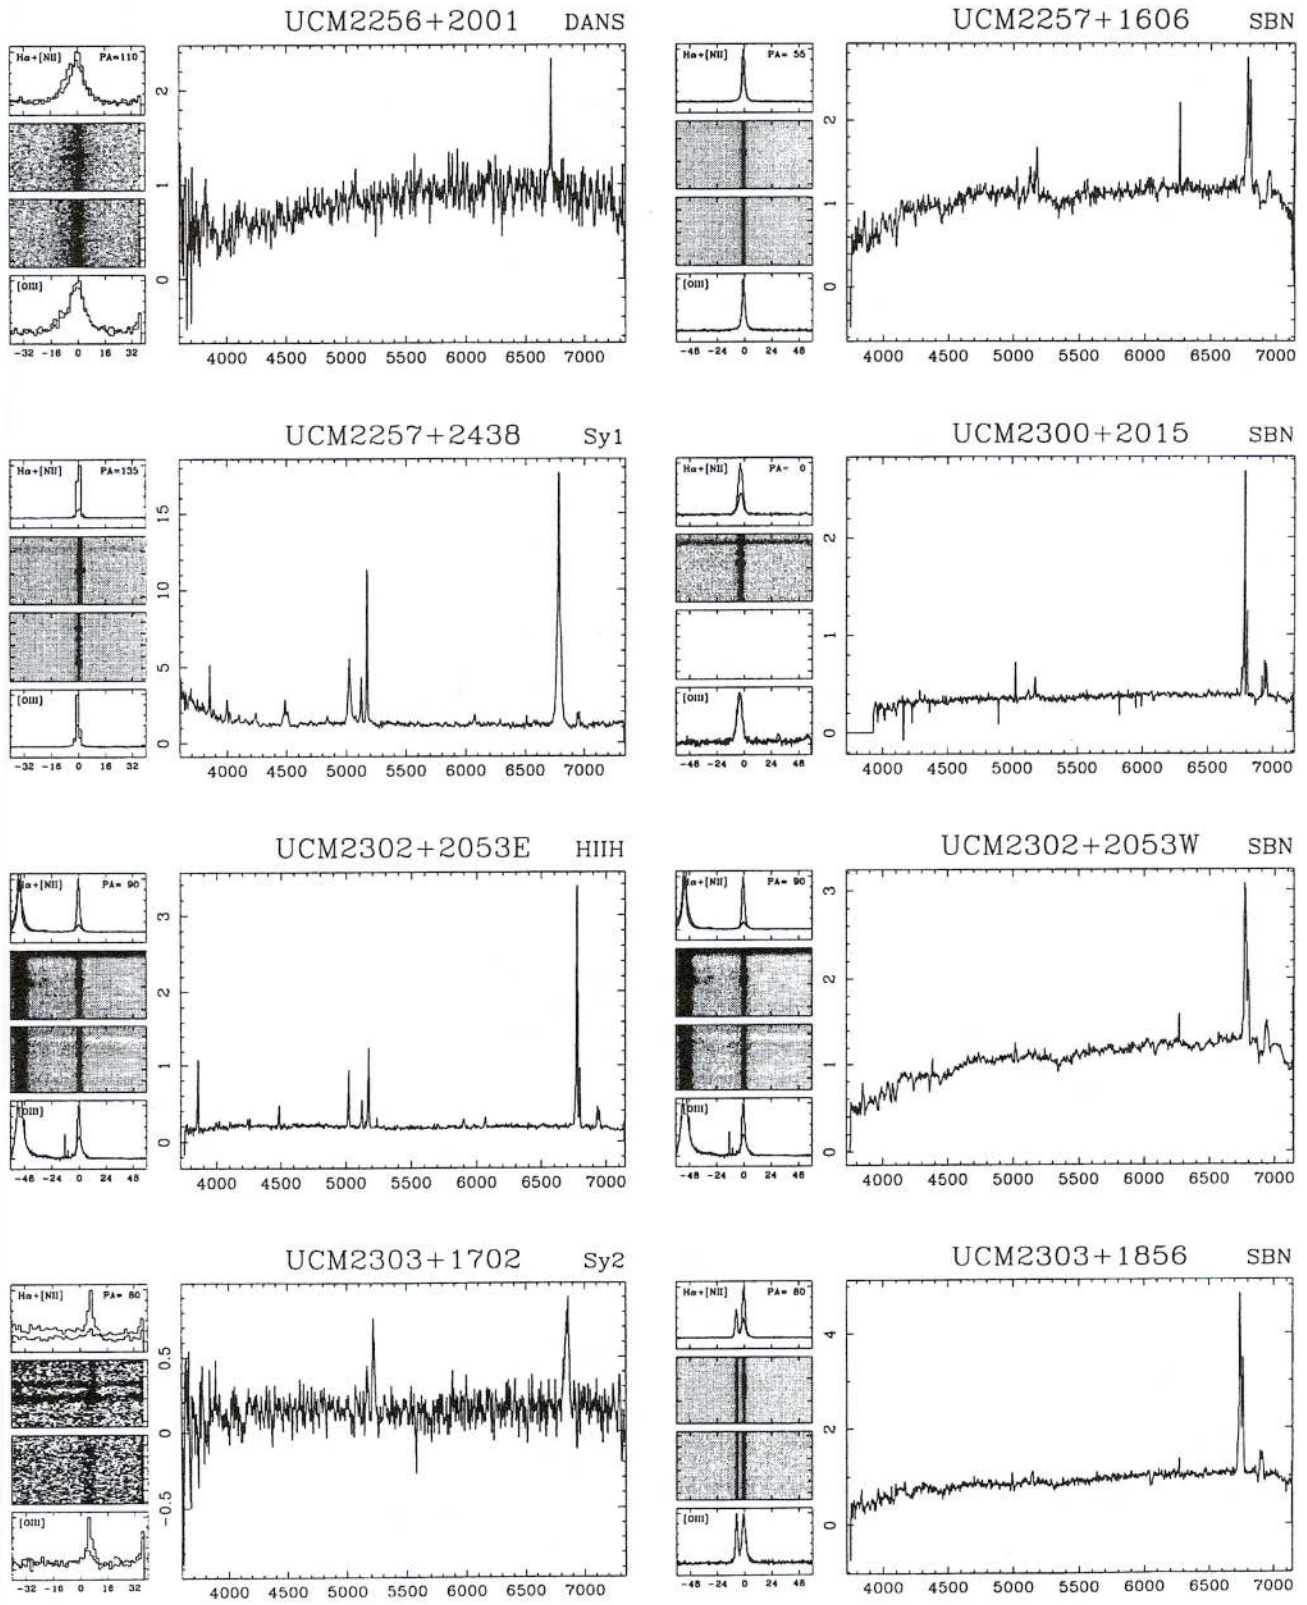 UCM2256+2001 DANS
Hα+[NII] PA=110
2
1
0
[OIII]
-32 -16 0 16 32
4000 4500 5000 5500 6000 6500 7000
UCM2257+1606 SBN
Hα+[NII] PA= 55
2
1
0
[OIII]
-48 -24 0 24 48
4000 4500 5000 5500 6000 6500 7000
UCM2257+2438 Sy1
Hα+[NII] PA=135
15
10
5
0
[OIII]
-32 -16 0 16 32
4000 4500 5000 5500 6000 6500 7000
UCM2300+2015 SBN
Hα+[NII] PA= 0
2
1
0
[OIII]
-48 -24 0 24 48
4000 4500 5000 5500 6000 6500 7000
UCM2302+2053E HIIH
Hα+[NII] PA= 90
3
2
1
0
[OIII]
-48 -24 0 24 48
4000 4500 5000 5500 6000 6500 7000
UCM2302+2053W SBN
Hα+[NII] PA= 90
3
2
1
0
[OIII]
-48 -24 0 24 48
4000 4500 5000 5500 6000 6500 7000
UCM2303+1702 Sy2
Hα+[NII] PA= 80
0.5
0
-0.5
[OIII]
-32 -16 0 16 32
4000 4500 5000 5500 6000 6500 7000
UCM2303+1856 SBN
Hα+[NII] PA= 80
4
2
0
[OIII]
-48 -24 0 24 48
4000 4500 5000 5500 6000 6500 7000